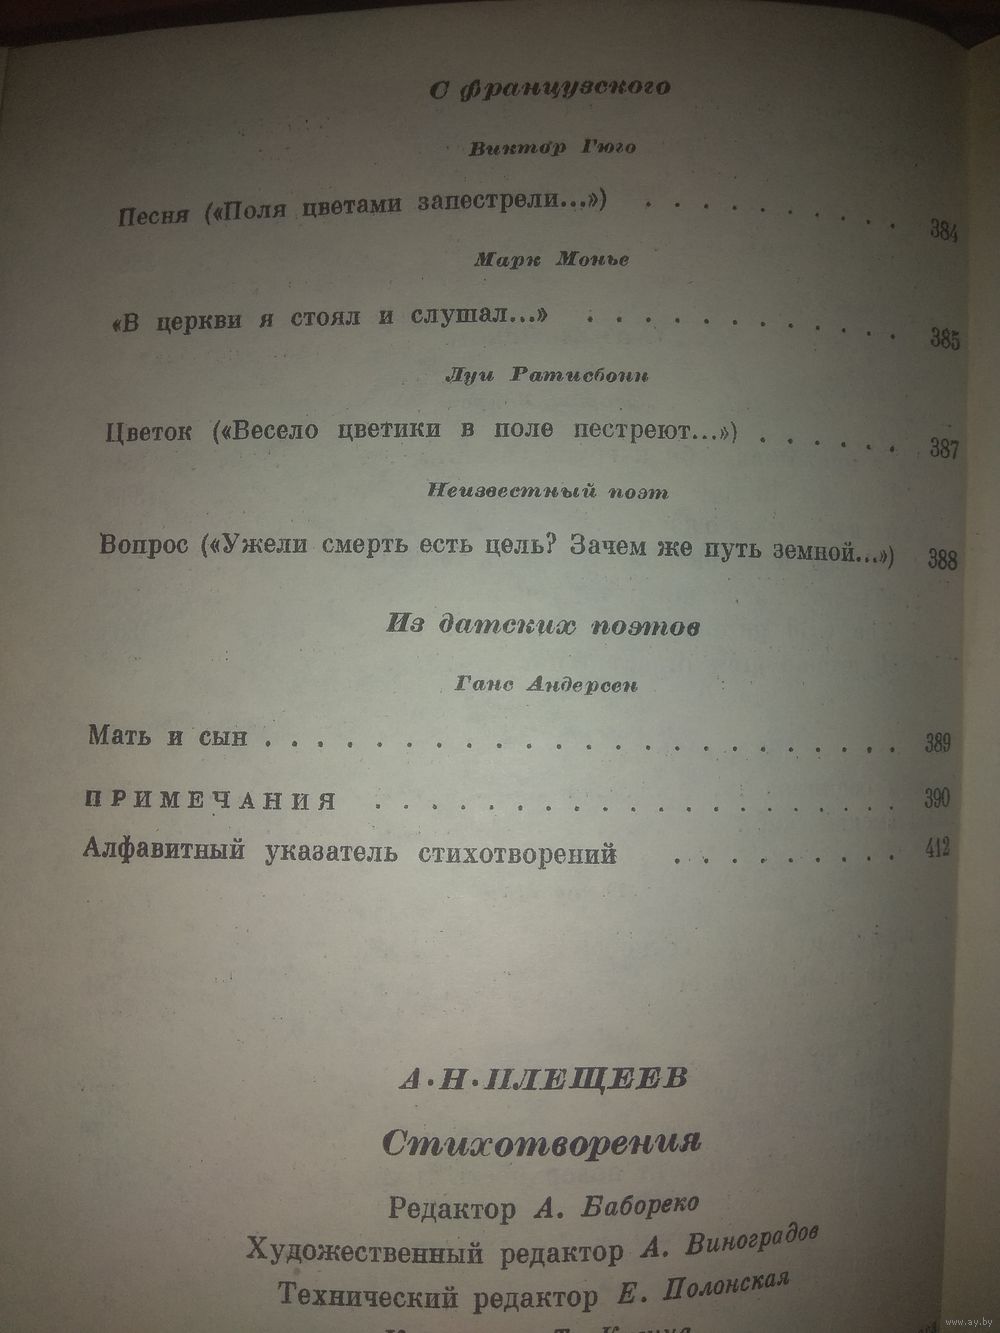 С французского
Виктор Гюго
Песня («Поля цветами запестрели...») . . . . . . . . . . 384
Марк Монье
«В церкви я стоял и слушал...» . . . . . . . . . . . 385
Луи Ратисбонн
Цветок («Весело цветики в поле пестреют...») . . . . . . 387
Неизвестный поэт
Вопрос («Ужели смерть есть цель? Зачем же путь земной...») 388
Из датских поэтов
Ганс Андерсен
Мать и сын . . . . . . . . . . . . . . . . . . . . . . 389
ПРИМЕЧАНИЯ . . . . . . . . . . . . . . . . . . . 390
Алфавитный указатель стихотворений . . . . . . . . . 412
А·Н·ПЛЕЩЕЕВ
Стихотворения
Редактор А. Бабореко
Художественный редактор А. Виноградов
Технический редактор Е. Полонская
www.ay.by